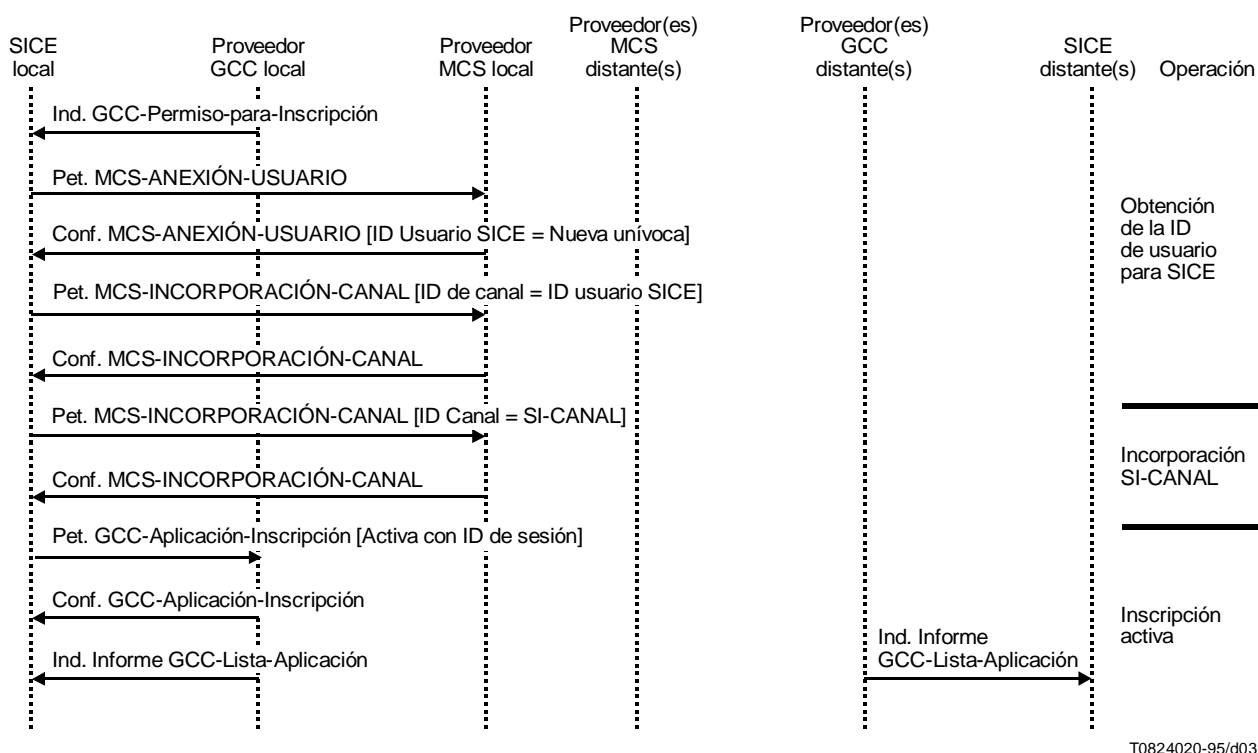 SICE
local
Proveedor
GCC local
Proveedor
MCS local
Proveedor(es)
MCS
distante(s)
Proveedor(es)
GCC
distante(s)
SICE
distante(s)
Operación
Ind. GCC-Permiso-para-Inscripción
Pet. MCS-ANEXIÓN-USUARIO
Conf. MCS-ANEXIÓN-USUARIO [ID Usuario SICE = Nueva unívoca]
Pet. MCS-INCORPORACIÓN-CANAL [ID de canal = ID usuario SICE]
Conf. MCS-INCORPORACIÓN-CANAL
Obtención
de la ID
de usuario
para SICE
Pet. MCS-INCORPORACIÓN-CANAL [ID Canal = SI-CANAL]
Conf. MCS-INCORPORACIÓN-CANAL
Incorporación
SI-CANAL
Pet. GCC-Aplicación-Inscripción [Activa con ID de sesión]
Conf. GCC-Aplicación-Inscripción
Ind. Informe GCC-Lista-Aplicación
Ind. Informe
GCC-Lista-Aplicación
Inscripción
activa
T0824020-95/d03